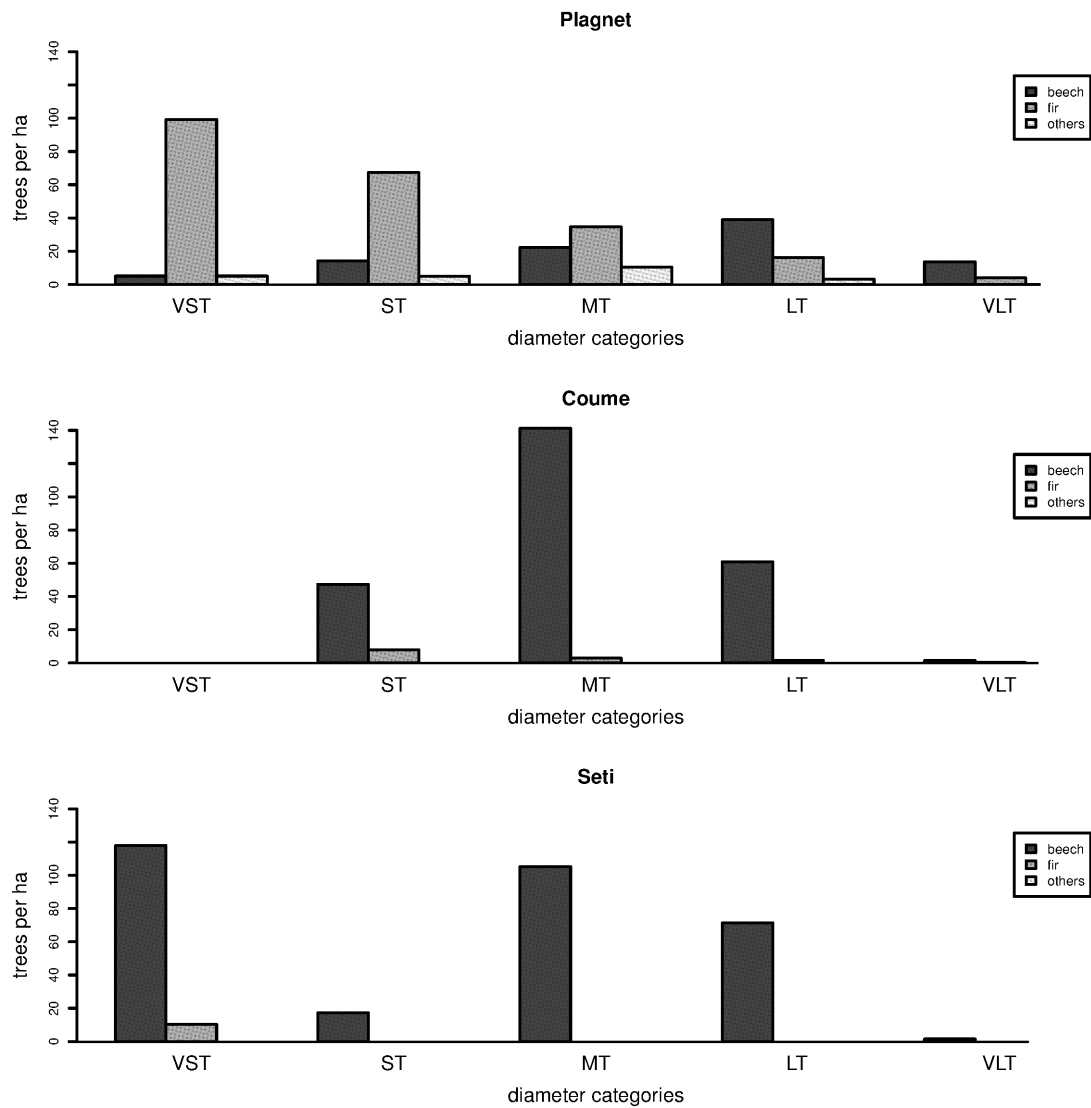 Plagnet
trees per ha
140
100
80
60
40
20
0
beech
fir
others
VST ST MT LT VLT
diameter categories
Coume
trees per ha
140
100
80
60
40
20
0
beech
fir
others
VST ST MT LT VLT
diameter categories
Seti
trees per ha
140
100
80
60
40
20
0
beech
fir
others
VST ST MT LT VLT
diameter categories